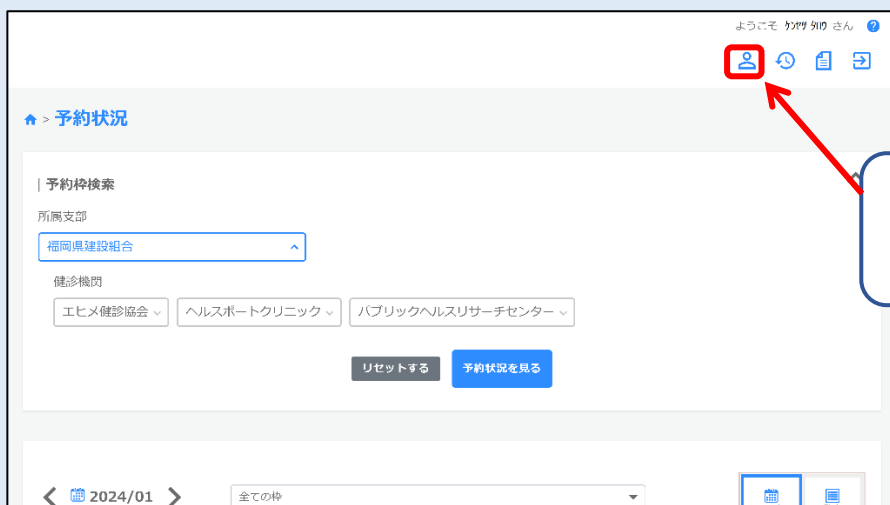 ようこそ ケンセツ タロウ さん ?
> 予約状況
| 予約枠検索
所属支部
福岡県建設組合
健診機関
エヒメ健診協会 ヘルスポートクリニック パブリックヘルスリサーチセンター
リセットする 予約状況を見る
2024/01 全ての枠